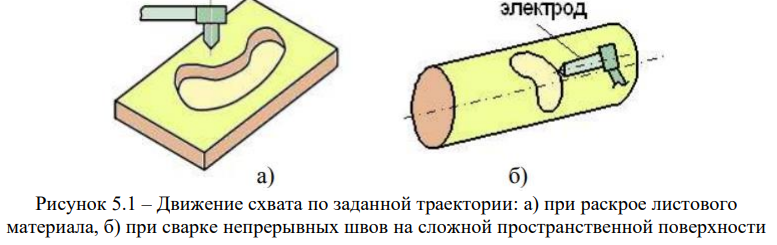 электрод
а)
б)
Рисунок 5.1 – Движение схвата по заданной траектории: а) при раскрое листового
материала, б) при сварке непрерывных швов на сложной пространственной поверхности